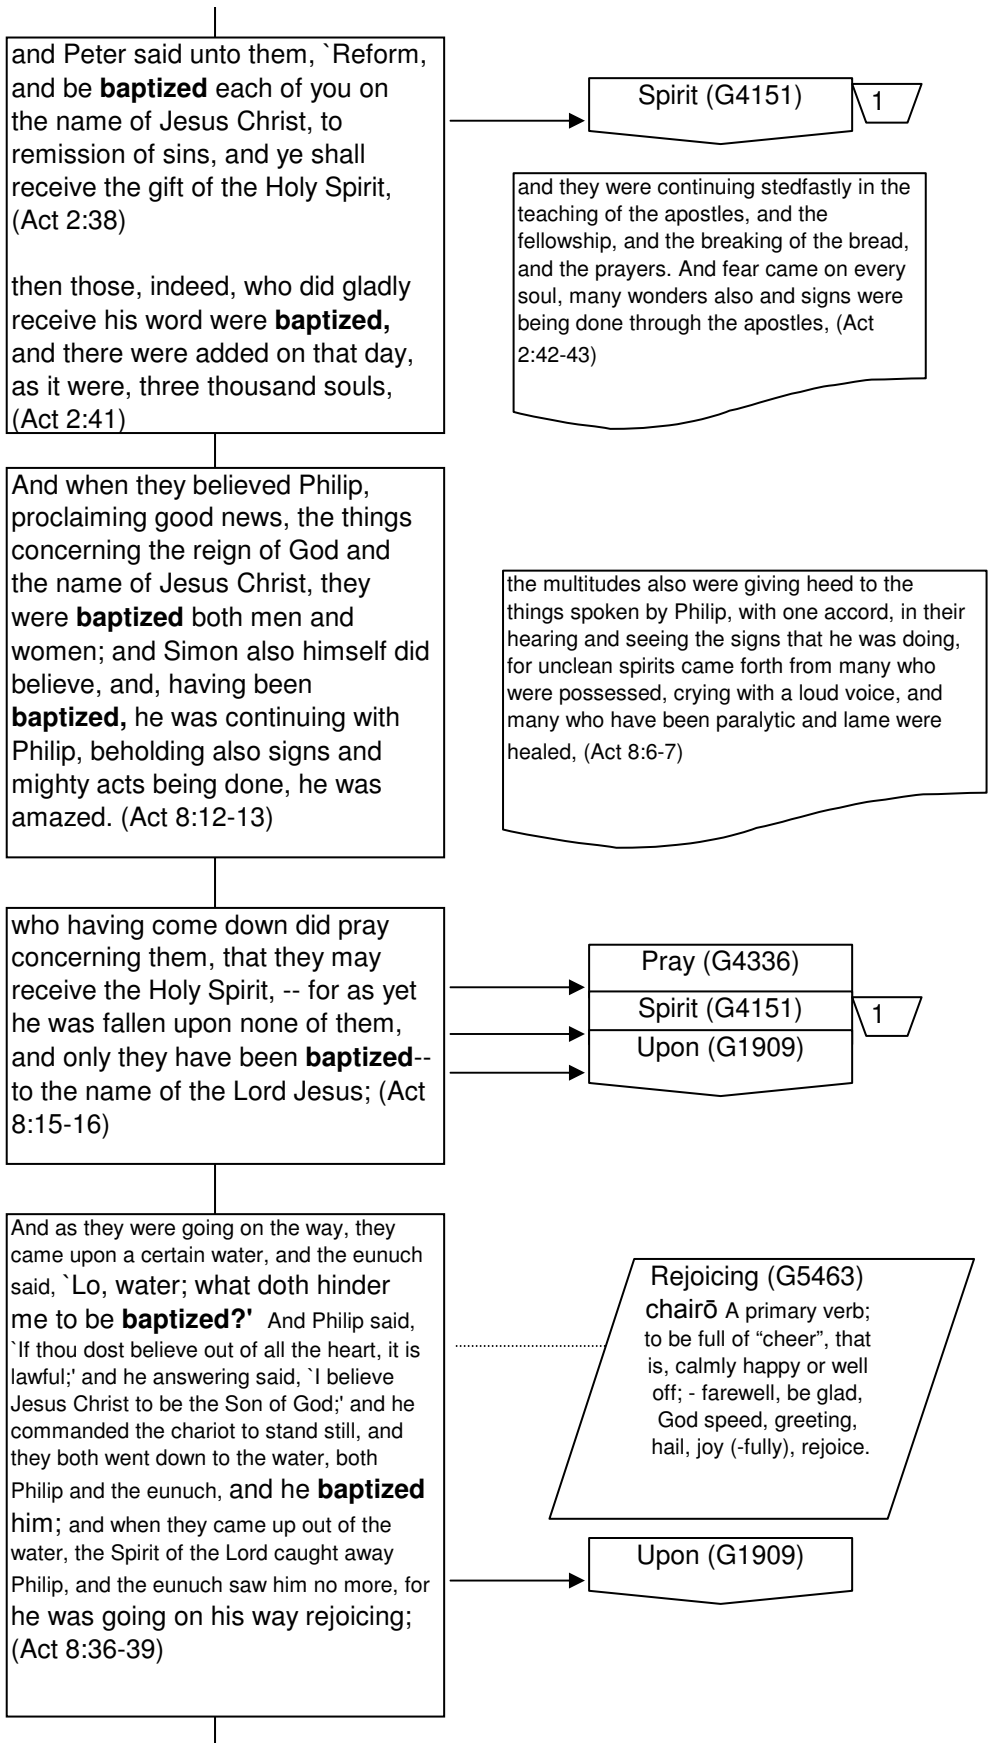 and Peter said unto them, `Reform,
and be baptized each of you on
the name of Jesus Christ, to
remission of sins, and ye shall
receive the gift of the Holy Spirit,
(Act 2:38)
then those, indeed, who did gladly
receive his word were baptized,
and there were added on that day,
as it were, three thousand souls,
(Act 2:41)
Spirit (G4151)
1
and they were continuing stedfastly in the
teaching of the apostles, and the
fellowship, and the breaking of the bread,
and the prayers. And fear came on every
soul, many wonders also and signs were
being done through the apostles, (Act
2:42-43)
And when they believed Philip,
proclaiming good news, the things
concerning the reign of God and
the name of Jesus Christ, they
were baptized both men and
women; and Simon also himself did
believe, and, having been
baptized, he was continuing with
Philip, beholding also signs and
mighty acts being done, he was
amazed. (Act 8:12-13)
the multitudes also were giving heed to the
things spoken by Philip, with one accord, in their
hearing and seeing the signs that he was doing,
for unclean spirits came forth from many who
were possessed, crying with a loud voice, and
many who have been paralytic and lame were
healed, (Act 8:6-7)
who having come down did pray
concerning them, that they may
receive the Holy Spirit, -- for as yet
he was fallen upon none of them,
and only they have been baptized--
to the name of the Lord Jesus; (Act
8:15-16)
Pray (G4336)
Spirit (G4151)
1
Upon (G1909)
And as they were going on the way, they
came upon a certain water, and the eunuch
said, `Lo, water; what doth hinder
me to be baptized?' And Philip said,
`If thou dost believe out of all the heart, it is
lawful;' and he answering said, `I believe
Jesus Christ to be the Son of God;' and he
commanded the chariot to stand still, and
they both went down to the water, both
Philip and the eunuch, and he baptized
him; and when they came up out of the
water, the Spirit of the Lord caught away
Philip, and the eunuch saw him no more, for
he was going on his way rejoicing;
(Act 8:36-39)
Rejoicing (G5463)
chairō A primary verb;
to be full of “cheer”, that
is, calmly happy or well
off; - farewell, be glad,
God speed, greeting,
hail, joy (-fully), rejoice.
Upon (G1909)